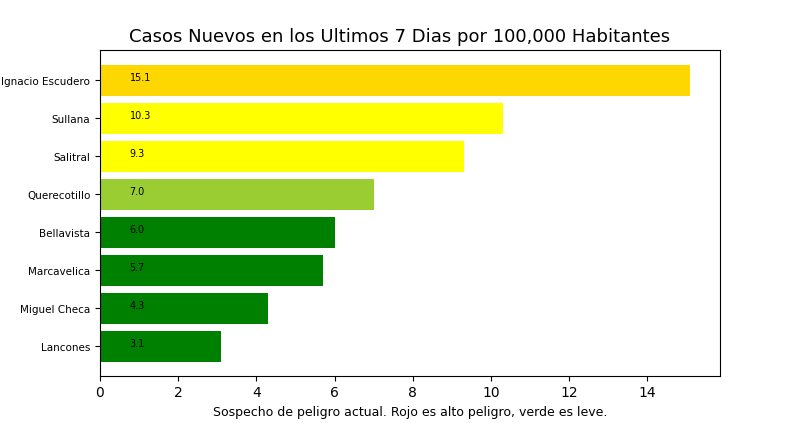 Casos Nuevos en los Ultimos 7 Dias por 100,000 Habitantes
Ignacio Escudero 15.1
Sullana 10.3
Salitral 9.3
Querecotillo 7.0
Bellavista 6.0
Marcavelica 5.7
Miguel Checa 4.3
Lancones 3.1
0 2 4 6 8 10 12 14
Sospecho de peligro actual. Rojo es alto peligro, verde es leve.